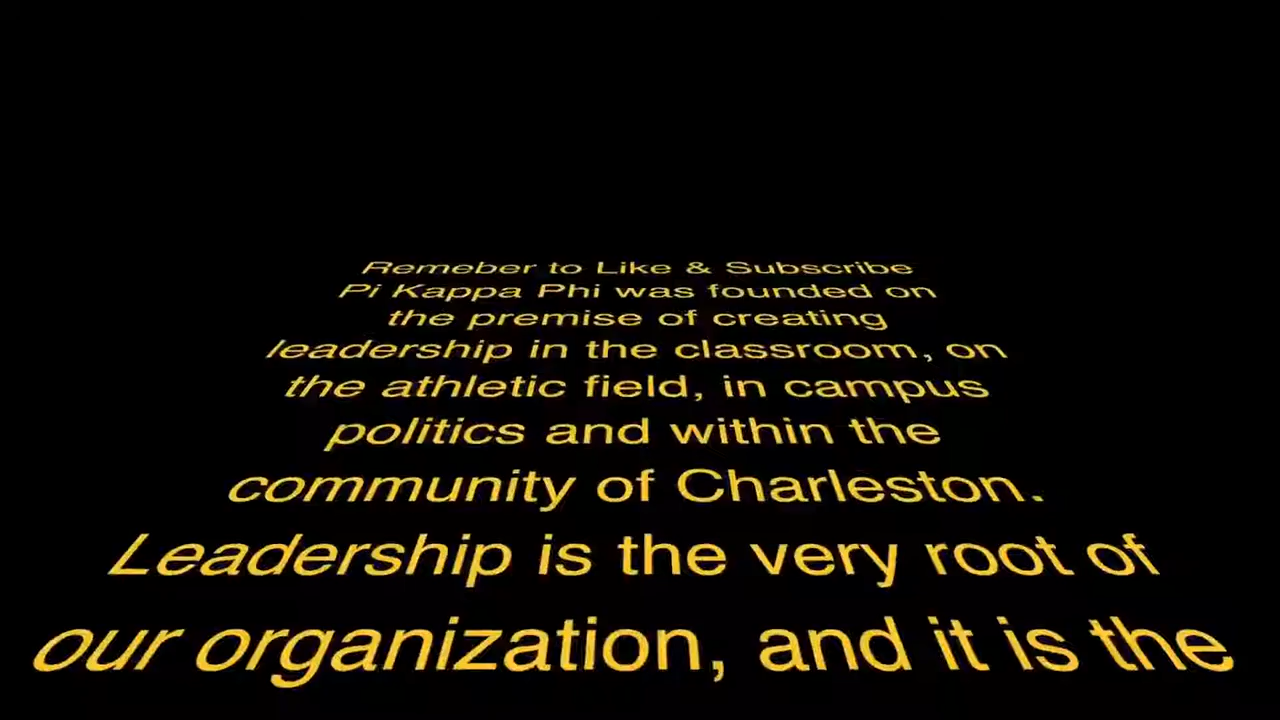 Remeber to Like & Subscribe
Pi Kappa Phi was founded on
the premise of creating
leadership in the classroom, on
the athletic field, in campus
politics and within the
community of Charleston.
Leadership is the very root of
our organization, and it is the